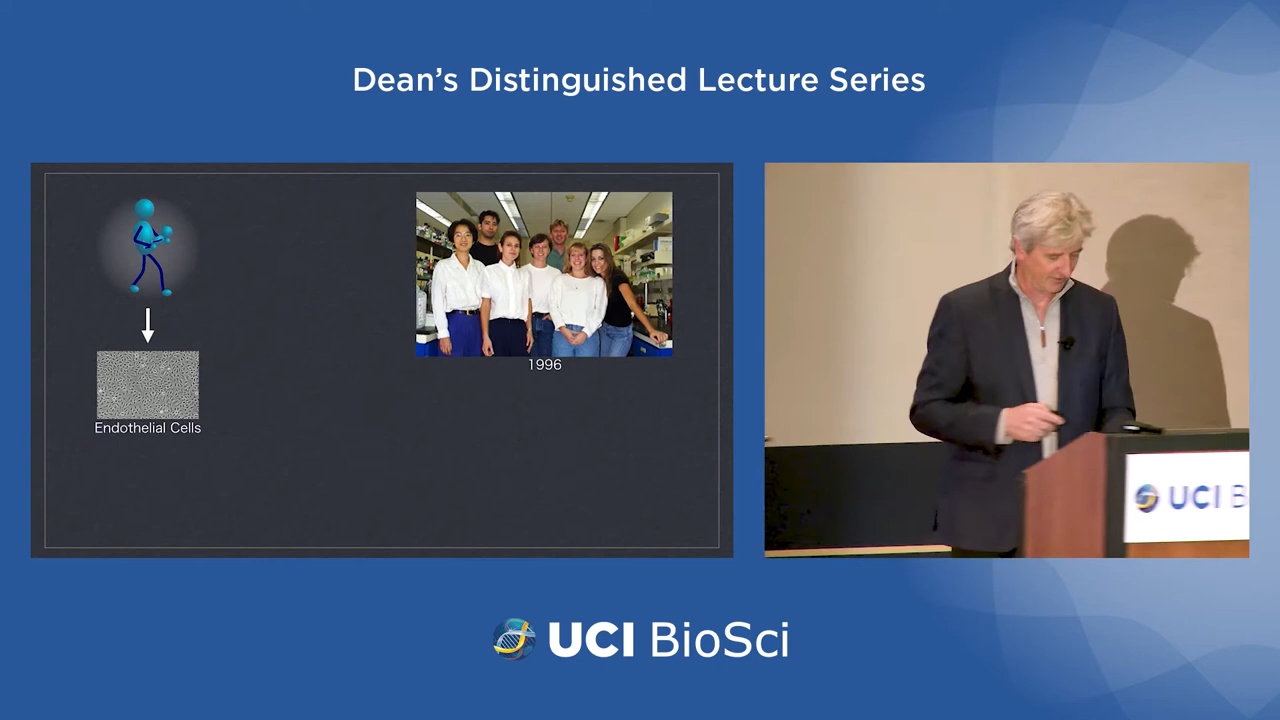 Dean's Distinguished Lecture Series
1996
Endothelial Cells
UCI B
UCI BioSci